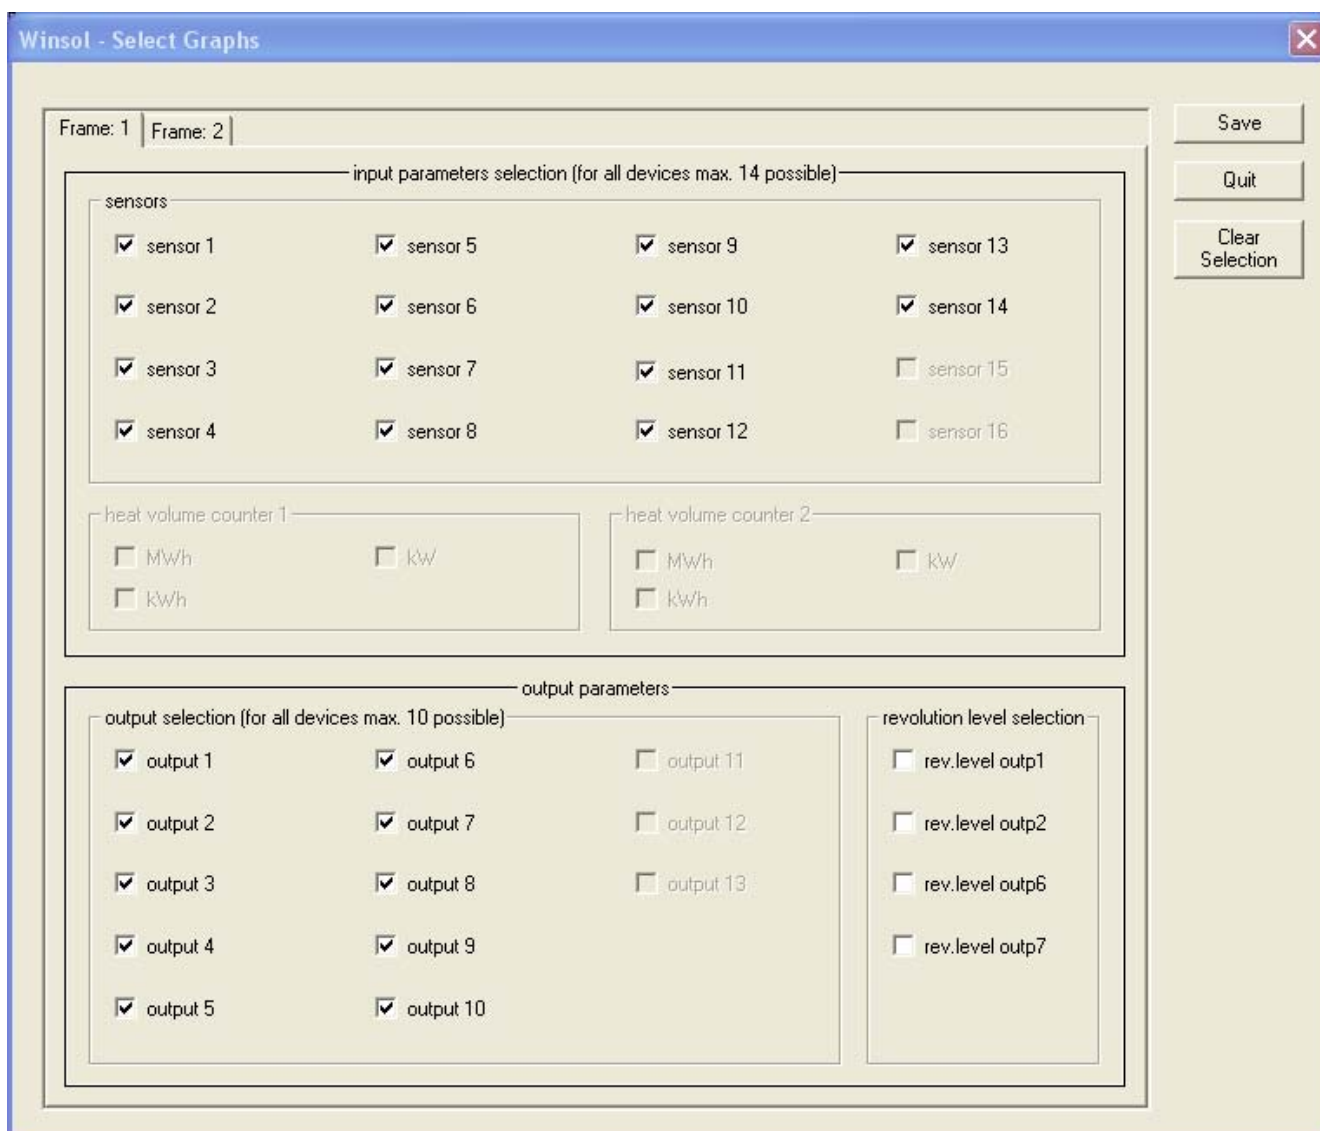 Winsol - Select Graphs
Frame: 1 Frame: 2
Save
Quit
Clear
Selection
input parameters selection (for all devices max. 14 possible)
sensors
sensor 1 sensor 5 sensor 9 sensor 13
sensor 2 sensor 6 sensor 10 sensor 14
sensor 3 sensor 7 sensor 11 sensor 15
sensor 4 sensor 8 sensor 12 sensor 16
heat volume counter 1 heat volume counter 2
MWh kW MWh kW
kWh kWh
output parameters
output selection (for all devices max. 10 possible) revolution level selection
output 1 output 6 output 11 rev.level outp1
output 2 output 7 output 12 rev.level outp2
output 3 output 8 output 13 rev.level outp6
output 4 output 9 rev.level outp7
output 5 output 10